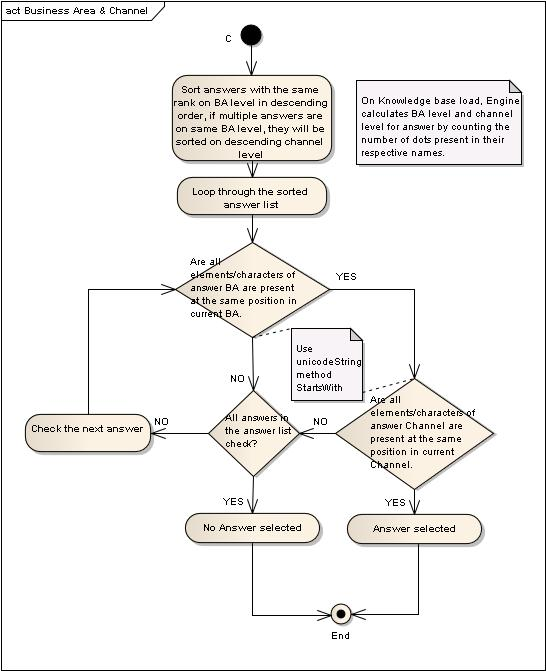 act Business Area & Channel
C
Sort answers with the same
rank on BA level in descending
order, if multiple answers are
on same BA level, they will be
sorted on descending channel
level
On Knowledge base load, Engine
calculates BA level and channel
level for answer by counting the
number of dots present in their
respective names.
Loop through the sorted
answer list
Are all
elements/characters of
answer BA are present
at the same position in
current BA.
YES
Use
unicodeString
method
StartsWith
NO
Are all
elements/characters of
answer Channel are
present at the same
position in current
Channel.
All answers in
the answer list
check?
NO
NO
Check the next answer
YES
YES
No Answer selected
Answer selected
End